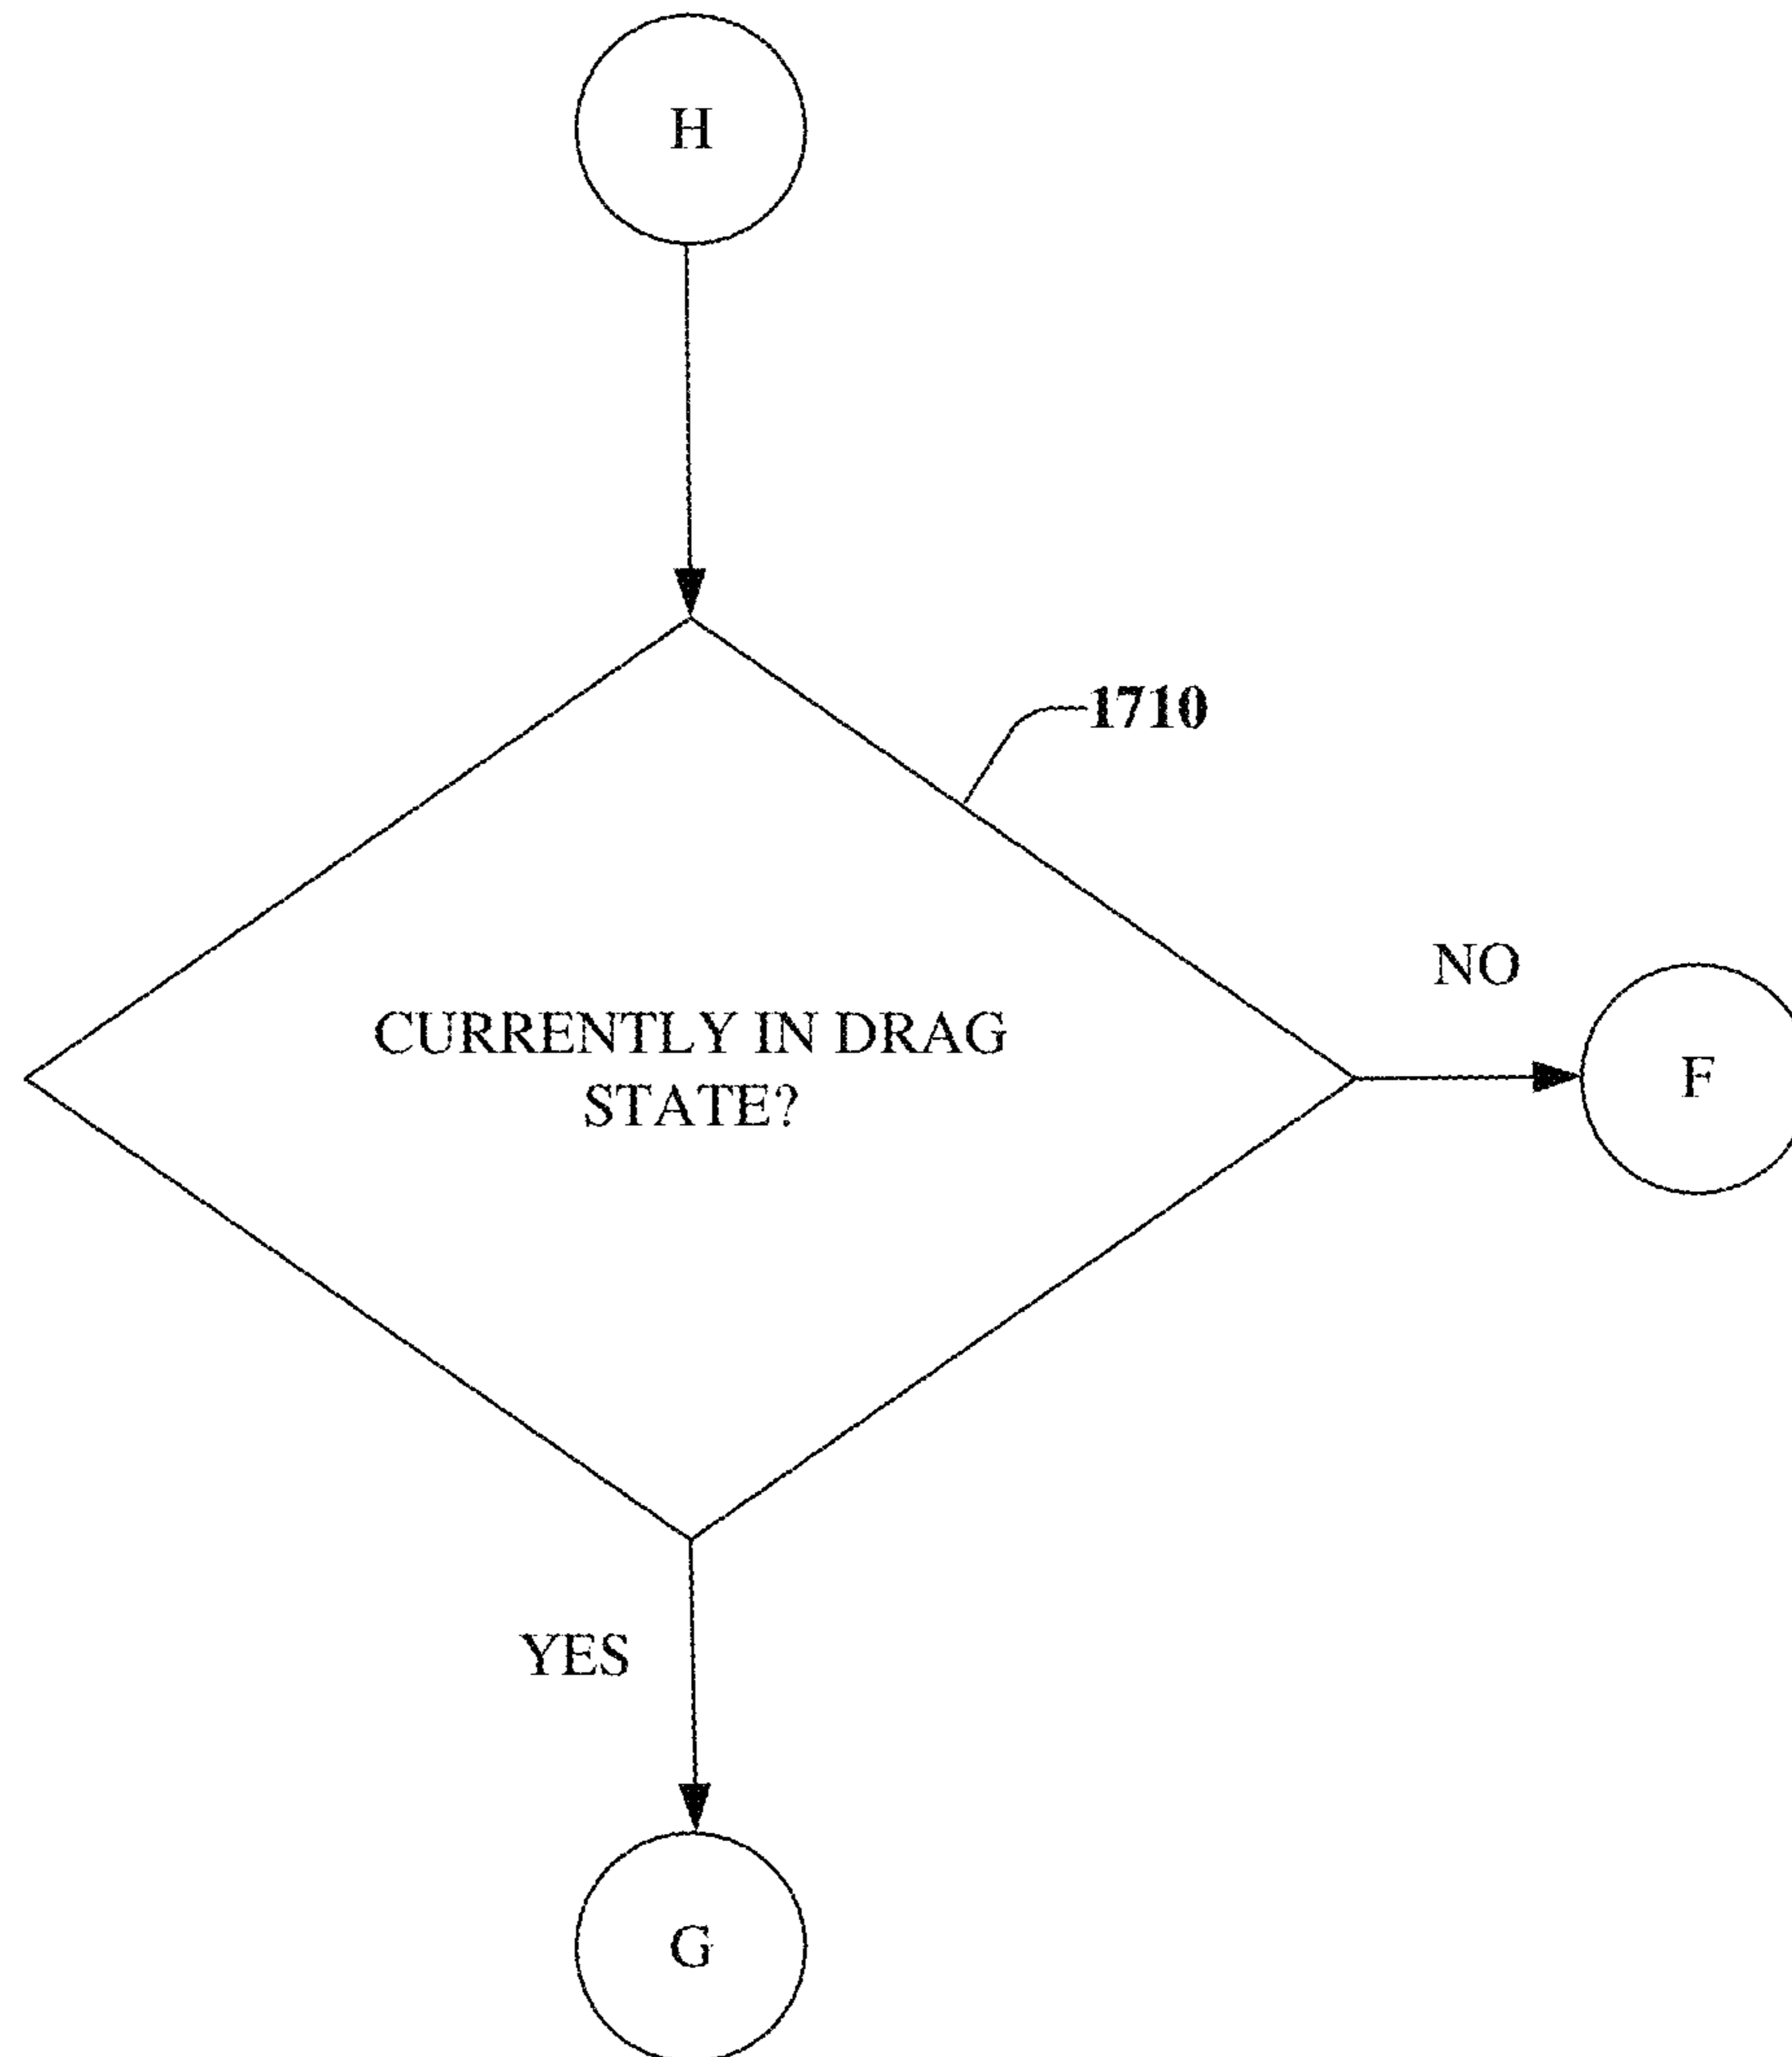 H
1710
NO
CURRENTLY IN DRAG
STATE?
F
YES
G